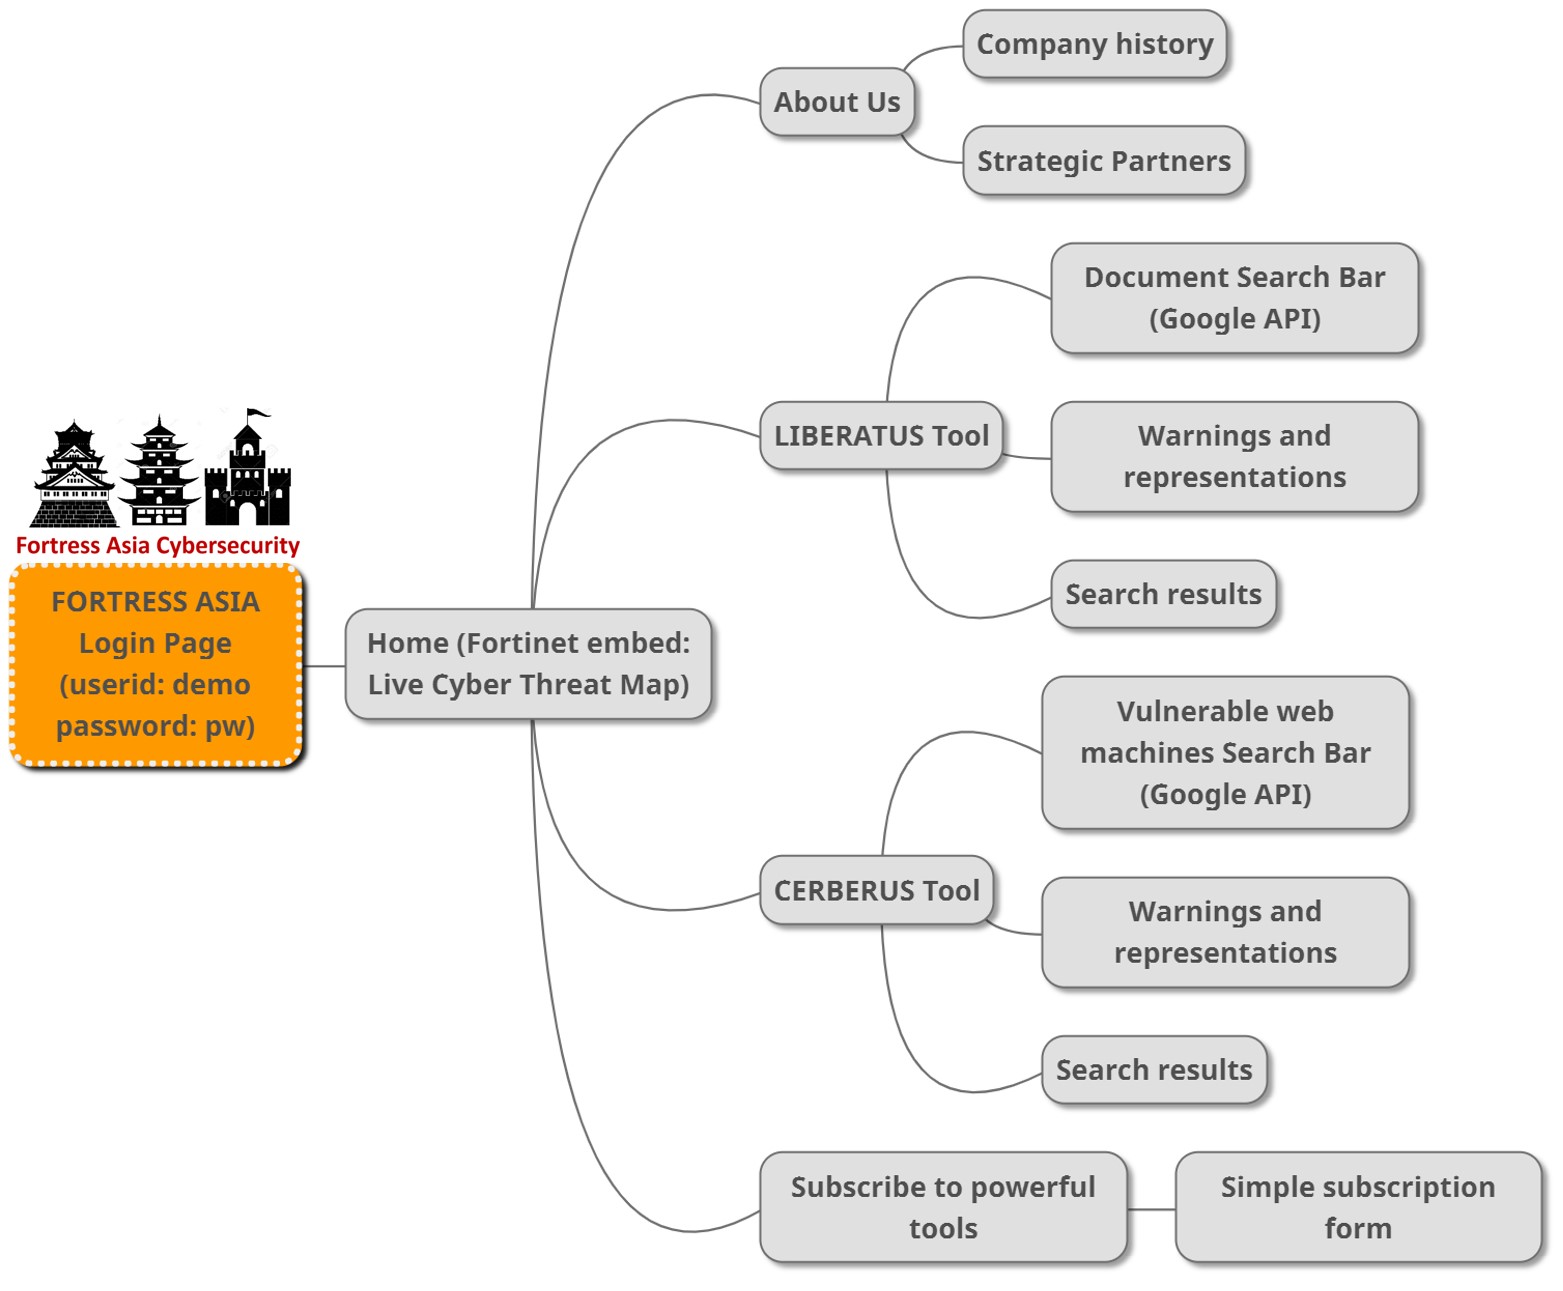 Fortress Asia Cybersecurity
FORTRESS ASIA
Login Page
(userid: demo
password: pw)
Home (Fortinet embed:
Live Cyber Threat Map)
About Us
Company history
Strategic Partners
LIBERATUS Tool
Document Search Bar
(Google API)
Warnings and
representations
Search results
CERBERUS Tool
Vulnerable web
machines Search Bar
(Google API)
Warnings and
representations
Search results
Subscribe to powerful
tools
Simple subscription
form